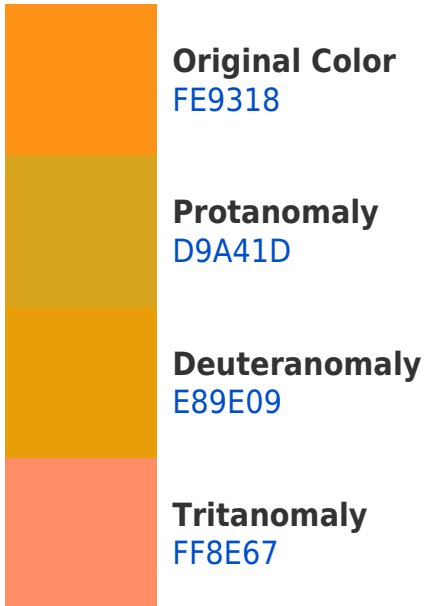 Original Color
FE9318
Protanomaly
D9A41D
Deuteranomaly
E89E09
Tritanomaly
FF8E67